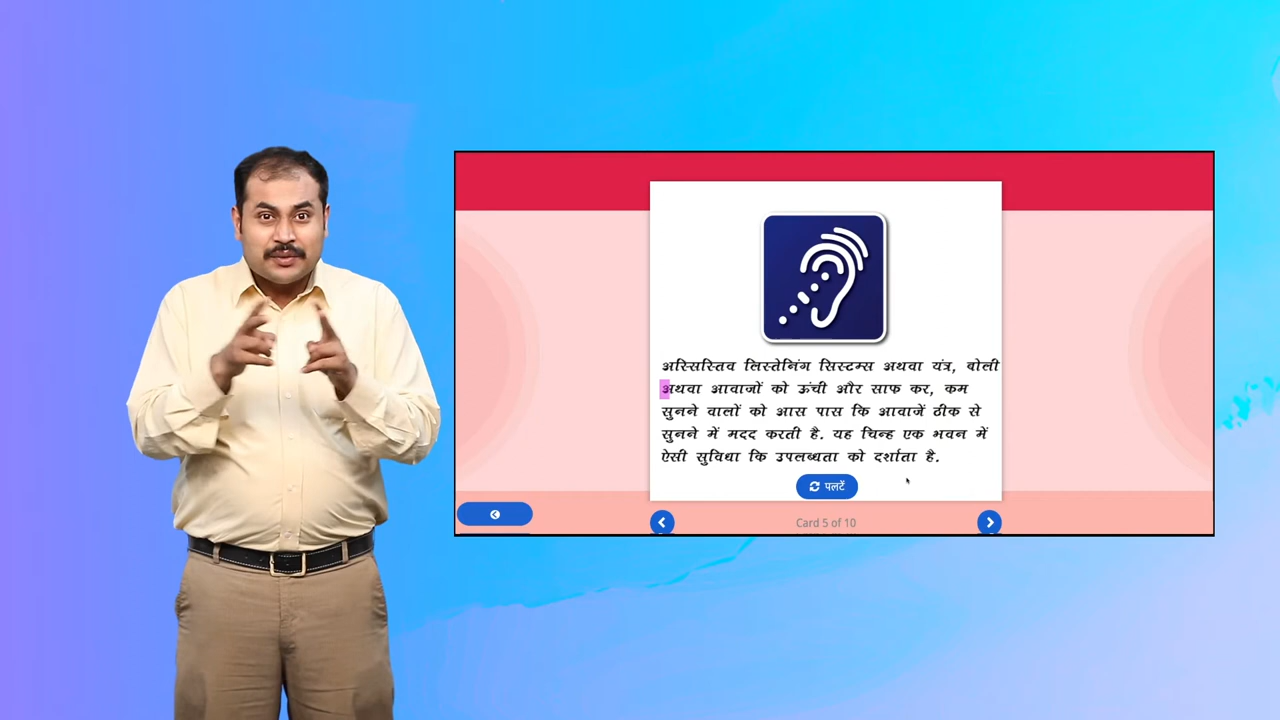 अस्सिस्तिव लिस्तेनिंग सिस्टम्स अथवा यंत्र, बोली
अथवा आवाजों को ऊंची और साफ कर, कम
सुनने वालों को आस पास कि आवाजें ठीक से
सुनने में मदद करती है. यह चिन्ह एक भवन में
ऐसी सुविधा कि उपलब्धता को दर्शाता है.
पलटें
Card 5 of 10